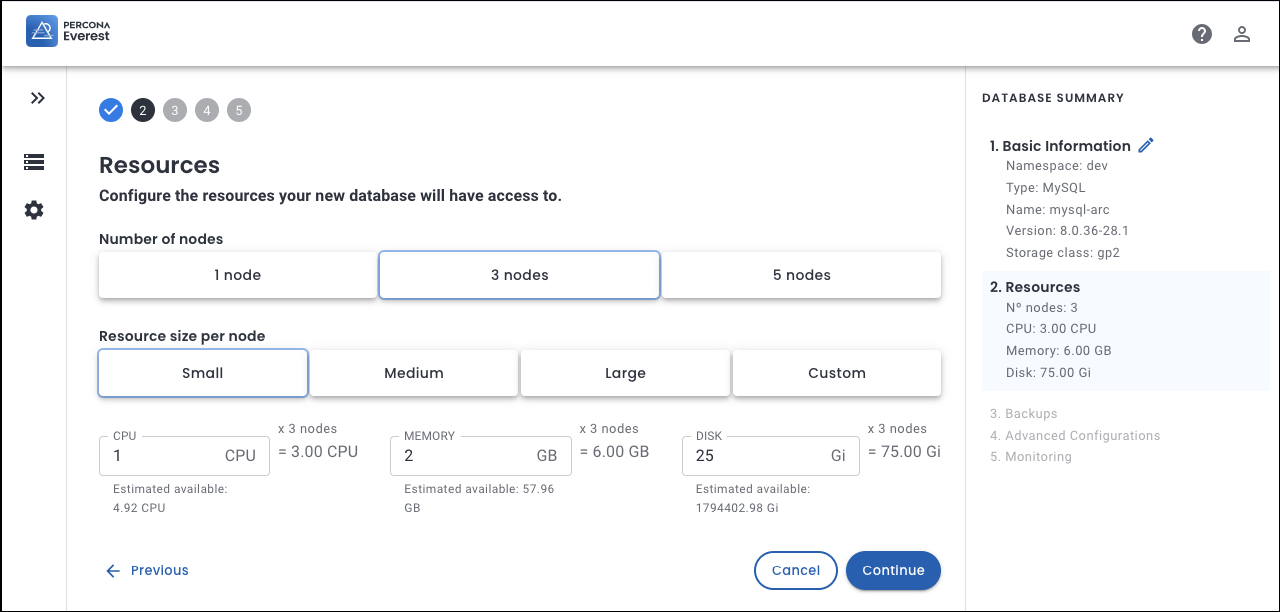 PERCONA
Everest
2 3 4 5
Resources
Configure the resources your new database will have access to.
Number of nodes
1 node
3 nodes
5 nodes
Resource size per node
Small
Medium
Large
Custom
CPU
1 CPU
x 3 nodes
= 3.00 CPU
Estimated available:
4.92 CPU
MEMORY
2 GB
x 3 nodes
= 6.00 GB
Estimated available: 57.96
GB
DISK
25 Gi
x 3 nodes
= 75.00 Gi
Estimated available:
1794402.98 Gi
Previous
Cancel
Continue
DATABASE SUMMARY
1. Basic Information
Namespace: dev
Type: MySQL
Name: mysql-arc
Version: 8.0.36-28.1
Storage class: gp2
2. Resources
Nº nodes: 3
CPU: 3.00 CPU
Memory: 6.00 GB
Disk: 75.00 Gi
3. Backups
4. Advanced Configurations
5. Monitoring